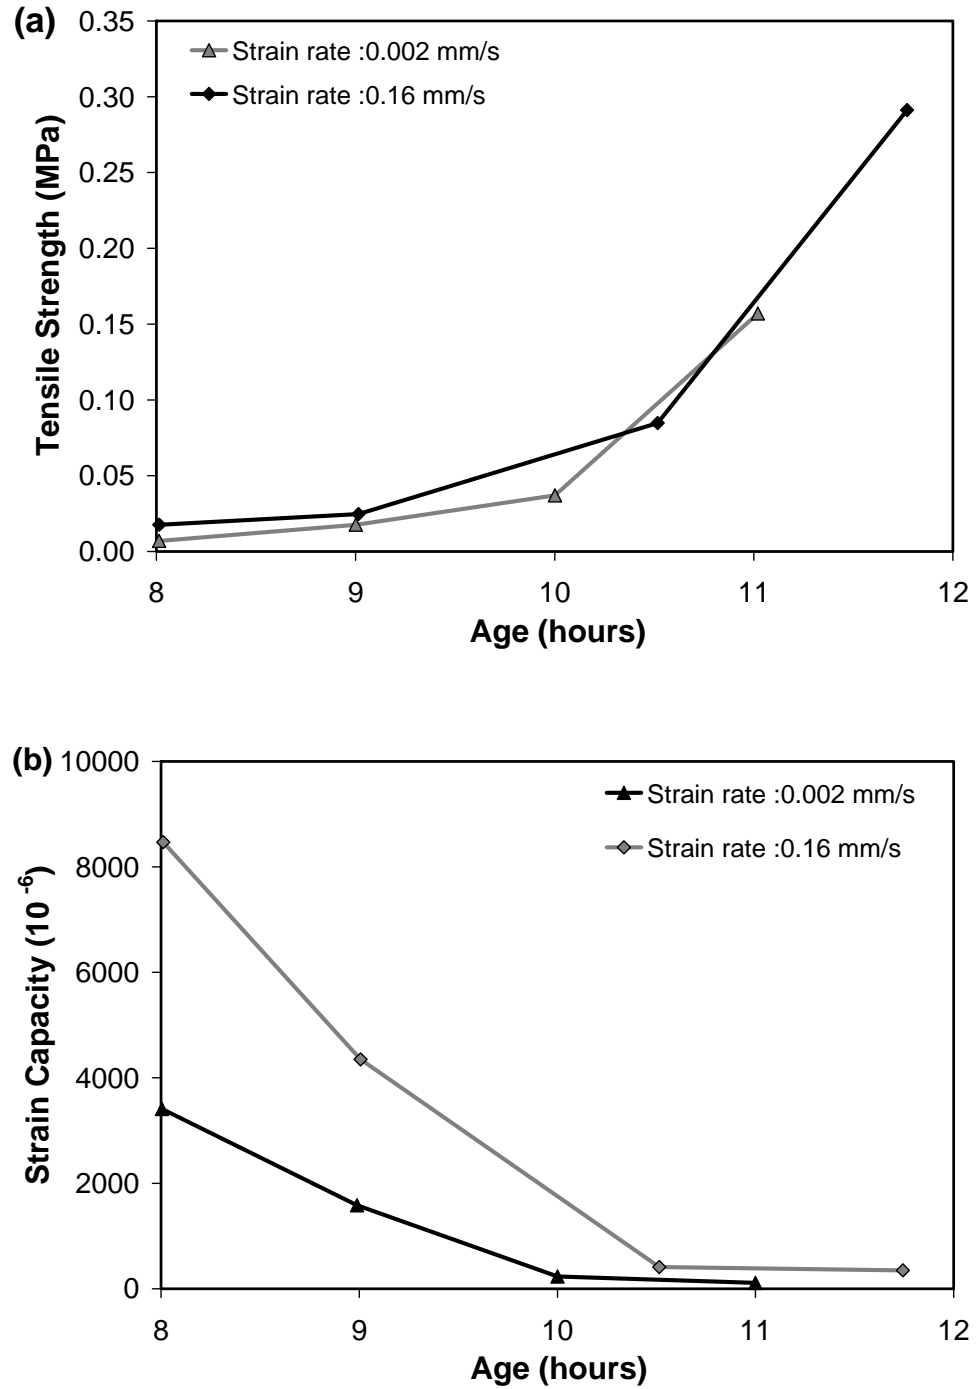 (a)
Strain rate :0.002 mm/s
Strain rate :0.16 mm/s
Tensile Strength (MPa)
0.35
0.30
0.25
0.20
0.15
0.10
0.05
0.00
8 9 10 11 12
Age (hours)
(b)
Strain rate :0.002 mm/s
Strain rate :0.16 mm/s
Strain Capacity (10 -6)
10000
8000
6000
4000
2000
0
8 9 10 11 12
Age (hours)